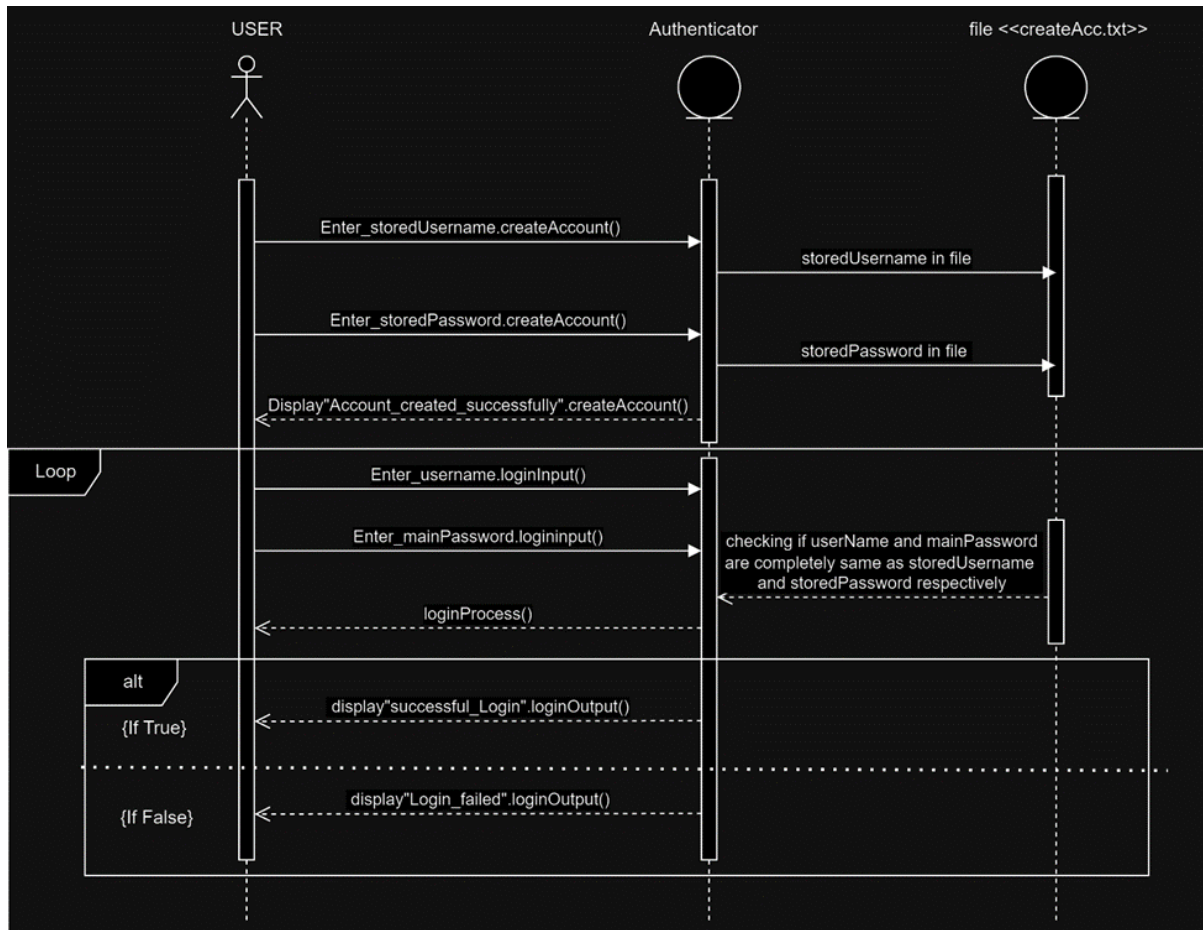 USER
Authenticator
file <<createAcc.txt>>
Enter_storedUsername.createAccount()
storedUsername in file
Enter_storedPassword.createAccount()
storedPassword in file
Display"Account_created_successfully".createAccount()
Loop
Enter_username.loginInput()
Enter_mainPassword.logininput()
checking if userName and mainPassword
are completely same as storedUsername
and storedPassword respectively
loginProcess()
alt
display"successful_Login".loginOutput()
{If True}
display"Login_failed".loginOutput()
{If False}